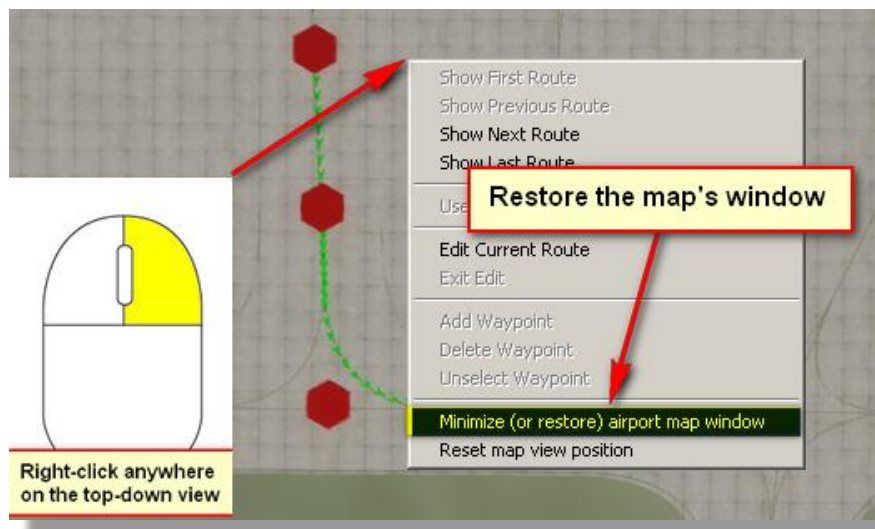 Show First Route
Show Previous Route
Show Next Route
Show Last Route
Restore the map's window
Use
Edit Current Route
Exit Edit
Add Waypoint
Delete Waypoint
Unselect Waypoint
Minimize (or restore) airport map window
Reset map view position
Right-click anywhere
on the top-down view